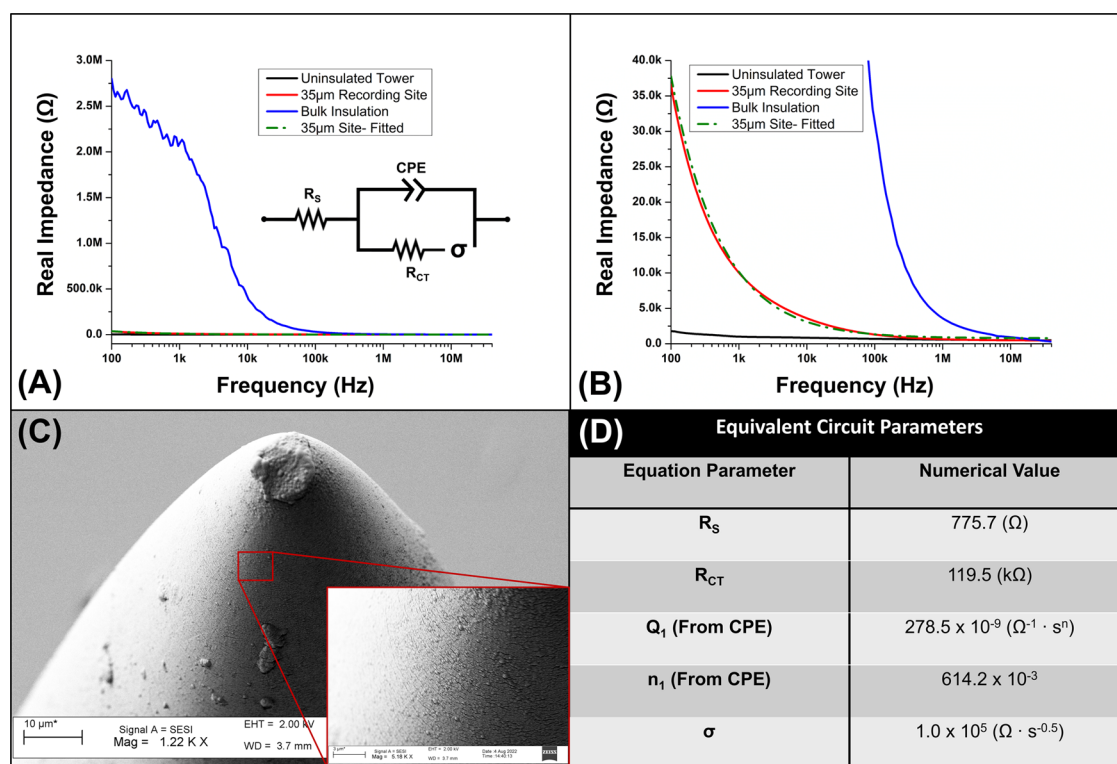 3.0M
2.5M
2.0M
1.5M
1.0M
500.0k
0.0
Real Impedance (Ω)
Uninsulated Tower
35μm Recording Site
Bulk Insulation
35μm Site- Fitted
CPE
R_S
R_CT
σ
100 1k 10k 100k 1M 10M
Frequency (Hz)
(A)
40.0k
35.0k
30.0k
25.0k
20.0k
15.0k
10.0k
5.0k
0.0
Real Impedance (Ω)
Uninsulated Tower
35μm Recording Site
Bulk Insulation
35μm Site- Fitted
100 1k 10k 100k 1M 10M
Frequency (Hz)
(B)
(C)
10 μm*
Signal A = SESI
Mag = 1.22 K X
EHT = 2.00 kV
WD = 3.7 mm
3 μm*
Signal A = SESI
Mag = 5.18 K X
EHT = 2.00 kV
WD = 3.7 mm
Date :4 Aug 2022
Time :14:40:13
ZEISS
(D) Equivalent Circuit Parameters
Equation Parameter Numerical Value
R_S 775.7 (Ω)
R_CT 119.5 (kΩ)
Q₁ (From CPE) 278.5 x 10⁻⁹ (Ω⁻¹ · sⁿ)
n₁ (From CPE) 614.2 x 10⁻³
σ 1.0 x 10⁵ (Ω · s⁻⁰·⁵)